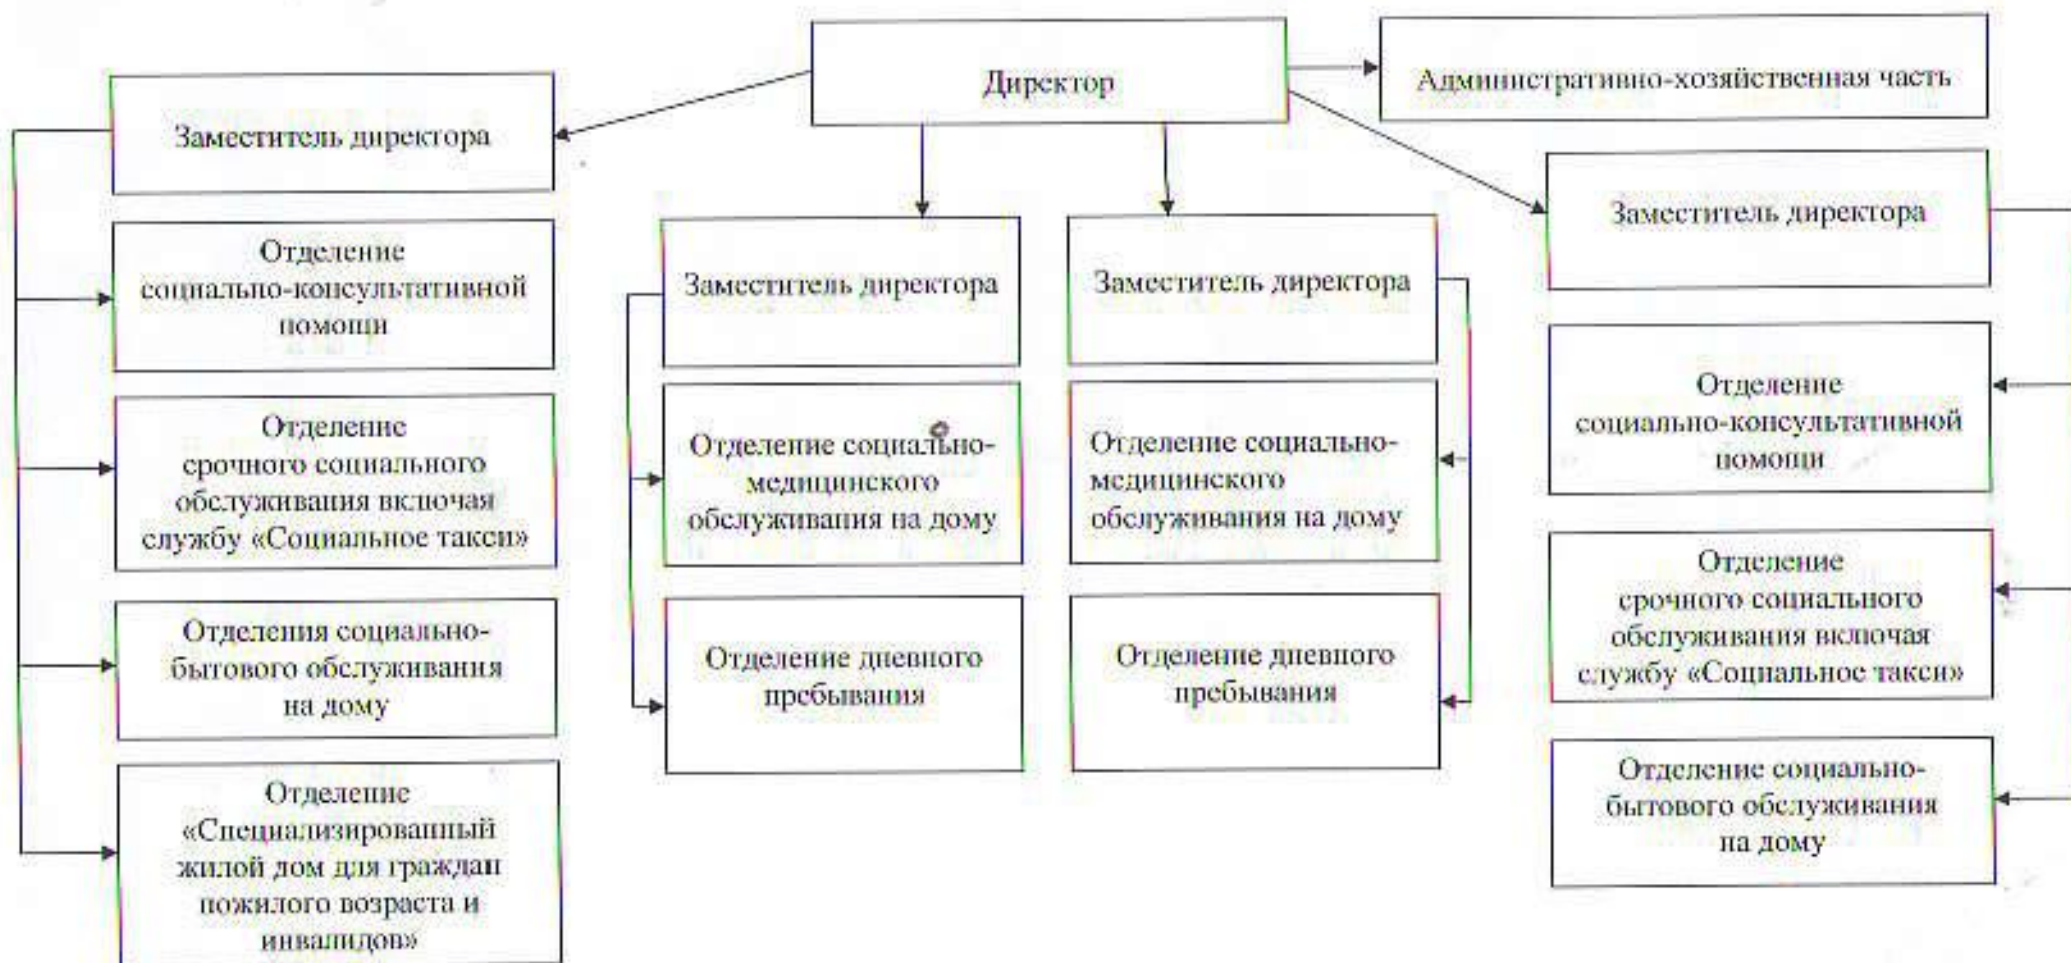 Директор
Административно-хозяйственная часть
Заместитель директора
Отделение
социально-консультативной
помощи
Отделение
срочного социального
обслуживания включая
службу «Социальное такси»
Отделения социально-
бытового обслуживания
на дому
Отделение
«Специализированный
жилой дом для граждан
пожилого возраста и
инвалидов»
Заместитель директора
Отделение социально-
медицинского
обслуживания на дому
Отделение дневного
пребывания
Заместитель директора
Отделение социально-
медицинского
обслуживания на дому
Отделение дневного
пребывания
Заместитель директора
Отделение
социально-консультативной
помощи
Отделение
срочного социального
обслуживания включая
службу «Социальное такси»
Отделение социально-
бытового обслуживания
на дому